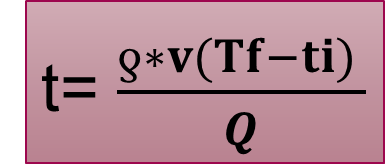 t= ϱ*v(Tf−ti)
Q